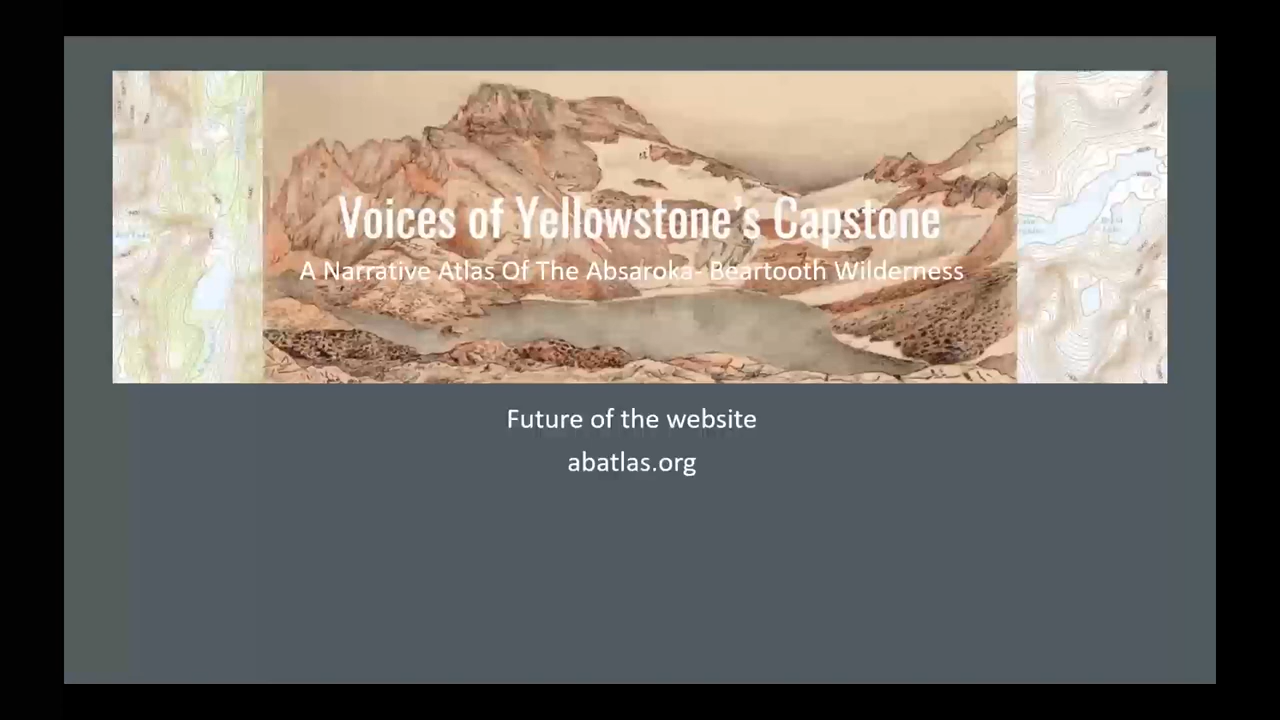 Voices of Yellowstone's Capstone
A Narrative Atlas Of The Absaroka- Beartooth Wilderness
Future of the website
abatlas.org